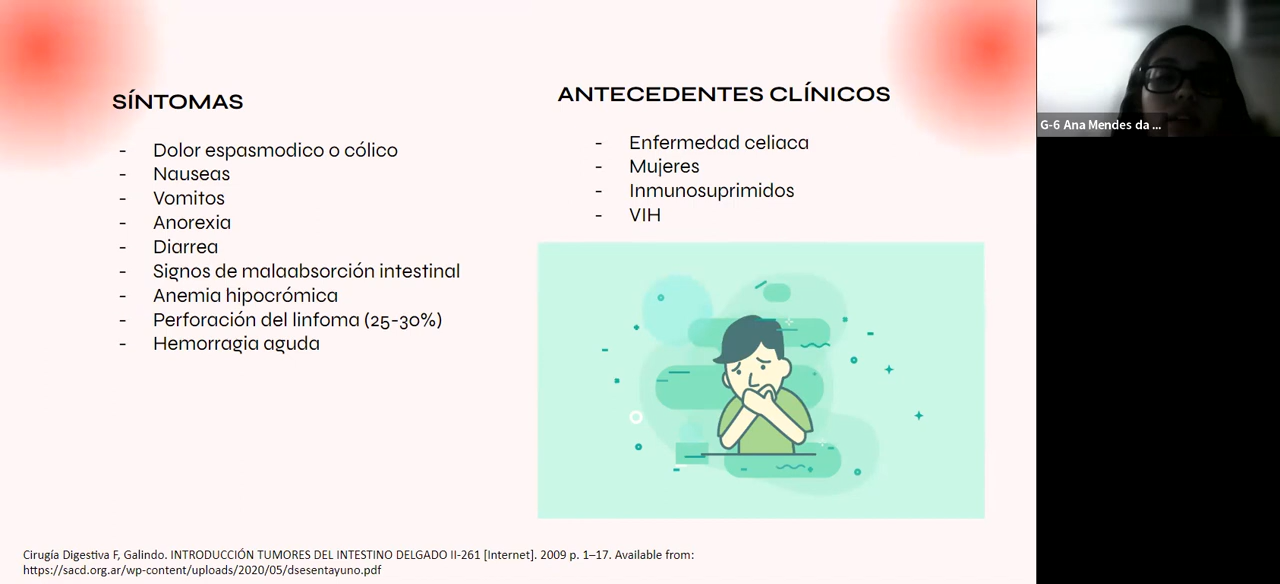 SÍNTOMAS
- Dolor espasmodico o cólico
- Nauseas
- Vomitos
- Anorexia
- Diarrea
- Signos de malaabsorción intestinal
- Anemia hipocrómica
- Perforación del linfoma (25-30%)
- Hemorragia aguda
ANTECEDENTES CLÍNICOS
- Enfermedad celiaca
- Mujeres
- Inmunosuprimidos
- VIH
Cirugía Digestiva F, Galindo. INTRODUCCIÓN TUMORES DEL INTESTINO DELGADO II-261 [Internet]. 2009 p. 1–17. Available from:
https://sacd.org.ar/wp-content/uploads/2020/05/dsesentayuno.pdf
G-6 Ana Mendes da ...